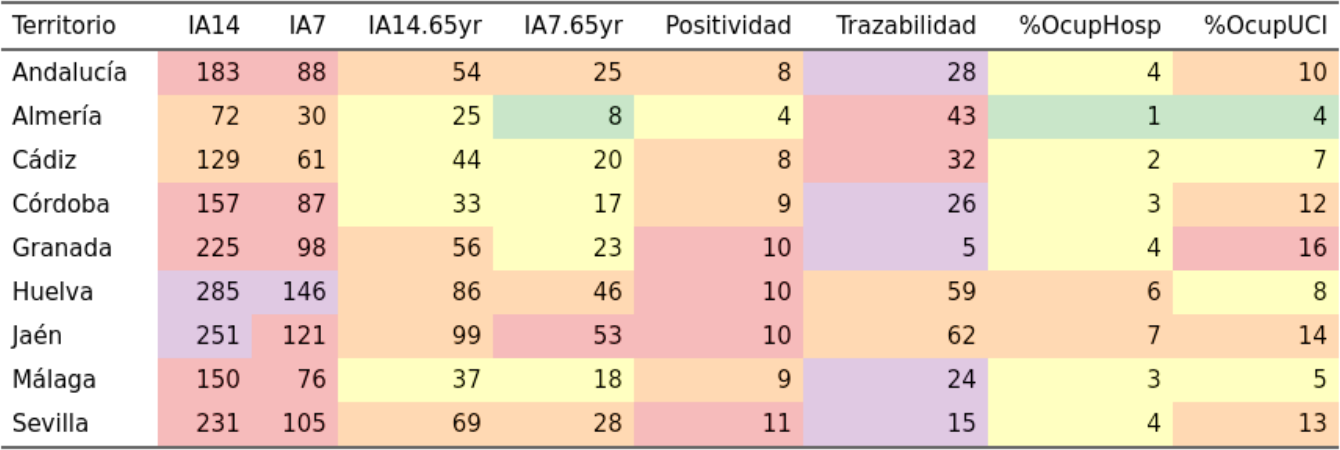 Territorio IA14 IA7 IA14.65yr IA7.65yr Positividad Trazabilidad %OcupHosp %OcupUCI
Andalucía 183 88 54 25 8 28 4 10
Almería 72 30 25 8 4 43 1 4
Cádiz 129 61 44 20 8 32 2 7
Córdoba 157 87 33 17 9 26 3 12
Granada 225 98 56 23 10 5 4 16
Huelva 285 146 86 46 10 59 6 8
Jaén 251 121 99 53 10 62 7 14
Málaga 150 76 37 18 9 24 3 5
Sevilla 231 105 69 28 11 15 4 13